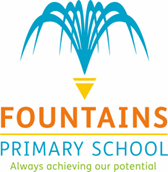 FOUNTAINS
PRIMARY SCHOOL
Always achieving our potential